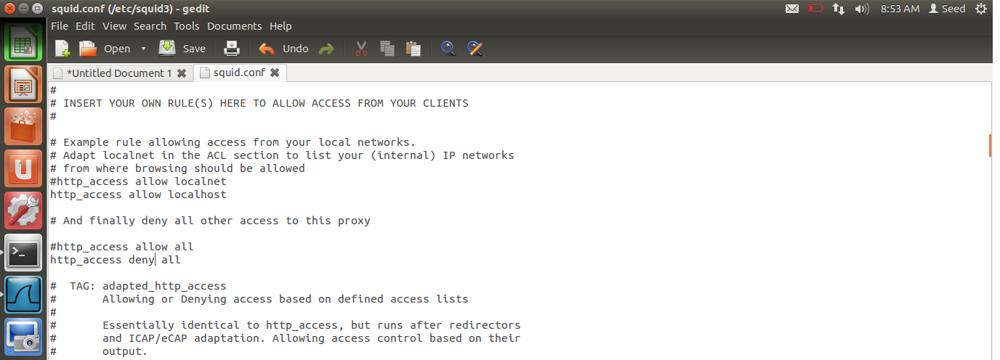 squid.conf (/etc/squid3) - gedit
8:53 AM Seed
File Edit View Search Tools Documents Help
Open Save Undo
*Untitled Document 1 squid.conf
#
# INSERT YOUR OWN RULE(S) HERE TO ALLOW ACCESS FROM YOUR CLIENTS
#
# Example rule allowing access from your local networks.
# Adapt localnet in the ACL section to list your (internal) IP networks
# from where browsing should be allowed
#http_access allow localnet
http_access allow localhost
# And finally deny all other access to this proxy
#http_access allow all
http_access deny all
#  TAG: adapted_http_access
#       Allowing or Denying access based on defined access lists
#
#       Essentially identical to http_access, but runs after redirectors
#       and ICAP/eCAP adaptation. Allowing access control based on their
#       output.